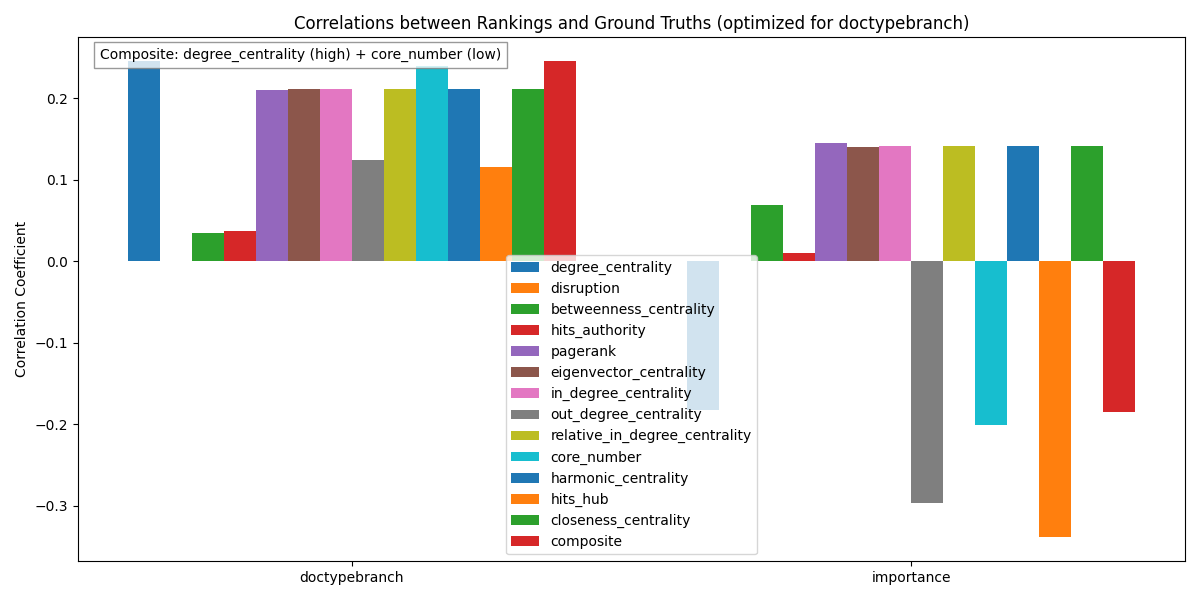 Correlations between Rankings and Ground Truths (optimized for doctypebranch)
Composite: degree_centrality (high) + core_number (low)
Correlation Coefficient
0.2
0.1
0.0
−0.1
−0.2
−0.3
degree_centrality
disruption
betweenness_centrality
hits_authority
pagerank
eigenvector_centrality
in_degree_centrality
out_degree_centrality
relative_in_degree_centrality
core_number
harmonic_centrality
hits_hub
closeness_centrality
composite
doctypebranch
importance